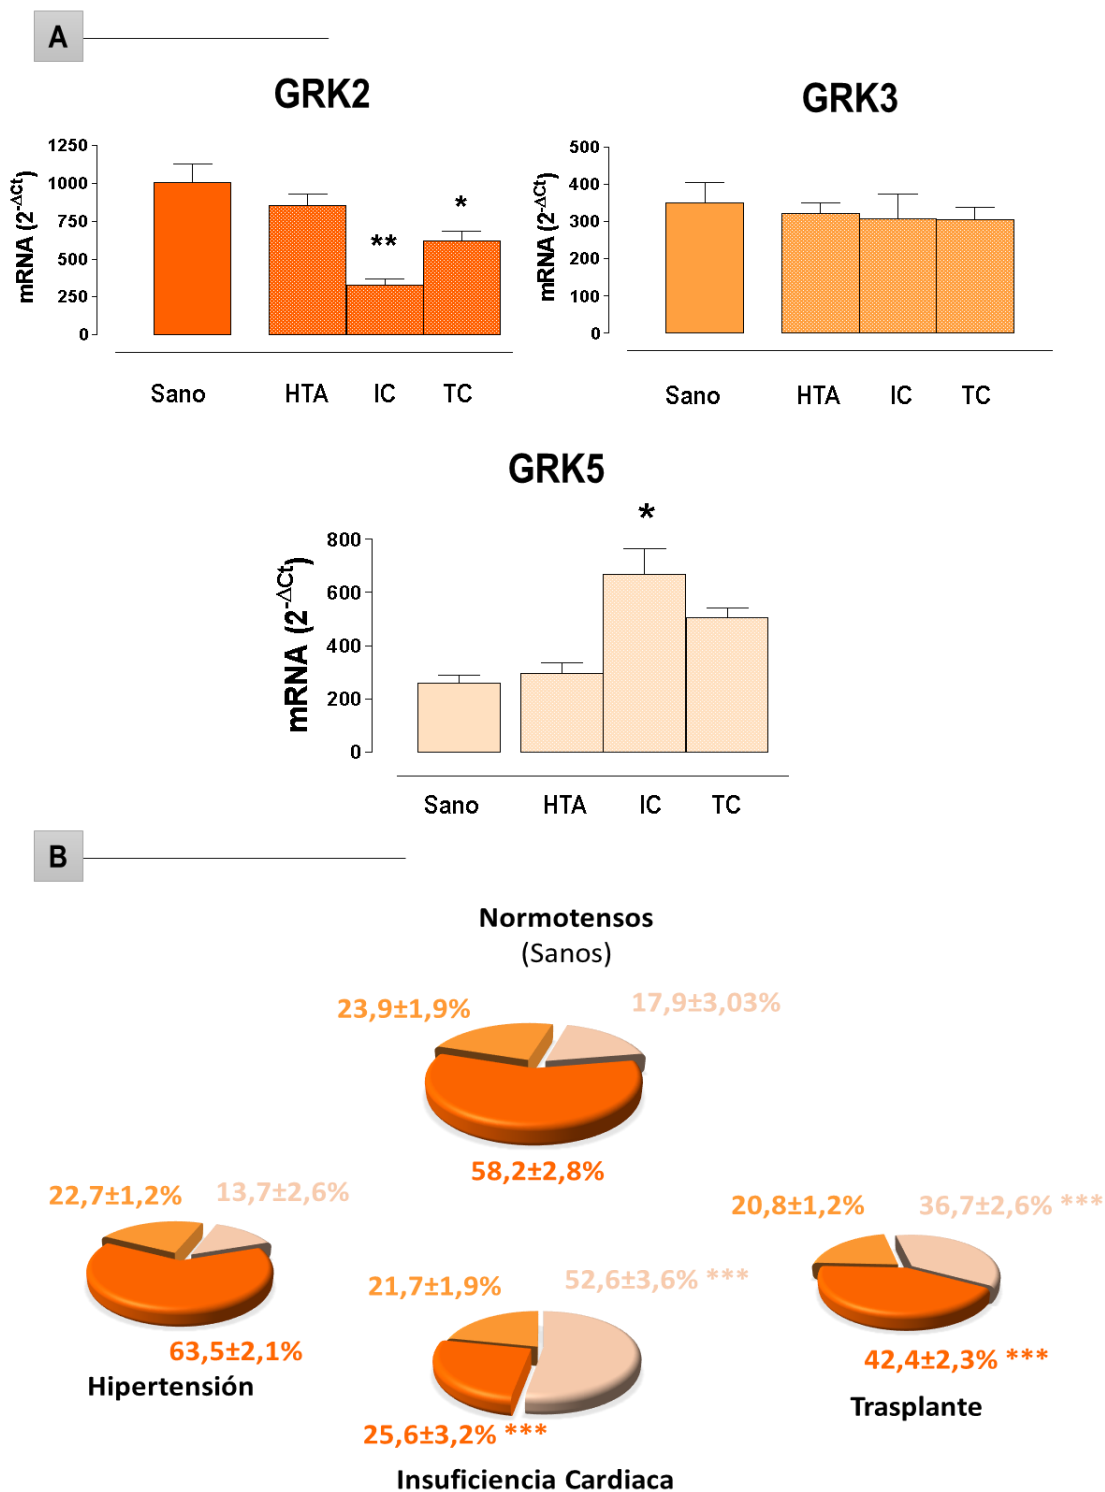 A
GRK2
GRK3
mRNA (2^-ΔCt)
1250
1000
750
500
250
0
**
*
Sano HTA IC TC
mRNA (2^-ΔCt)
500
400
300
200
100
0
Sano HTA IC TC
GRK5
mRNA (2^-ΔCt)
800
600
400
200
0
*
Sano HTA IC TC
B
Normotensos
(Sanos)
23,9±1,9%
17,9±3,03%
58,2±2,8%
22,7±1,2%
13,7±2,6%
63,5±2,1%
Hipertensión
21,7±1,9%
52,6±3,6% ***
25,6±3,2% ***
Insuficiencia Cardiaca
20,8±1,2%
36,7±2,6% ***
42,4±2,3% ***
Trasplante